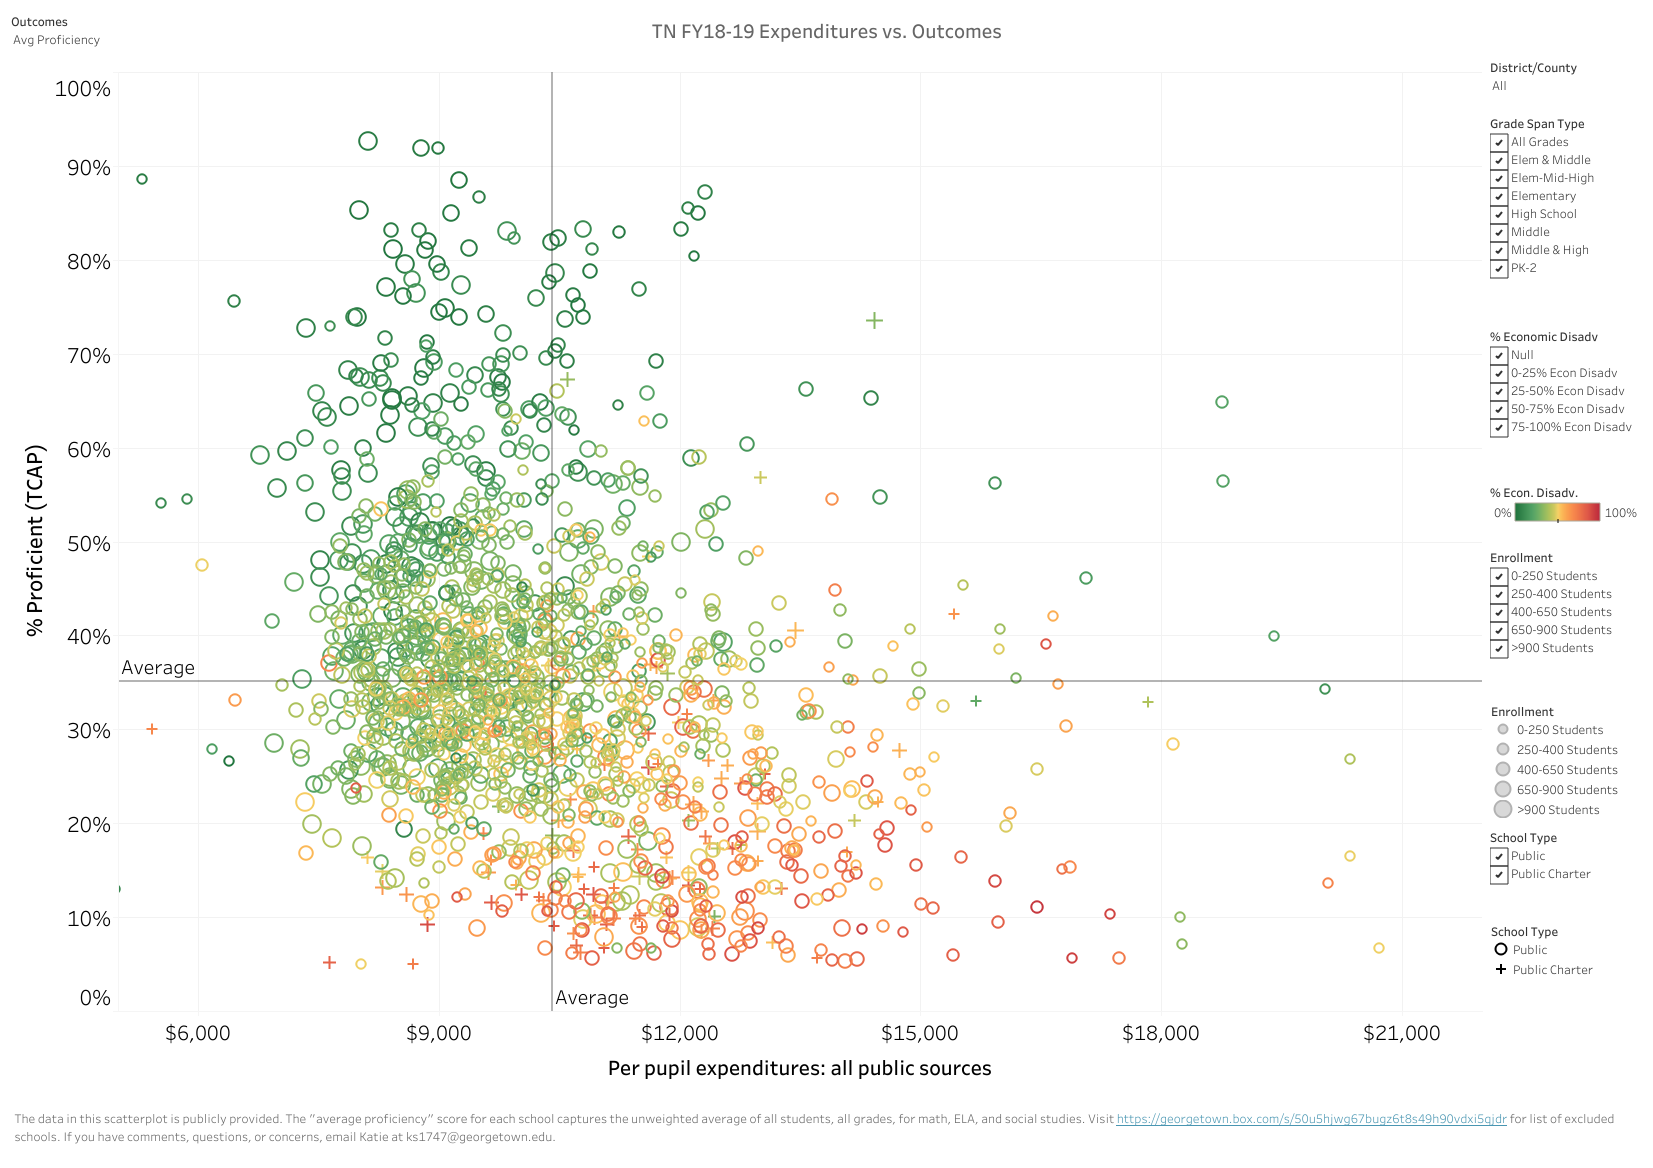 Outcomes
Avg Proficiency
TN FY18-19 Expenditures vs. Outcomes
% Proficient (TCAP)
100%
90%
80%
70%
60%
50%
40%
30%
20%
10%
0%
Average
Average
$6,000
$9,000
$12,000
$15,000
$18,000
$21,000
Per pupil expenditures: all public sources
District/County
All
Grade Span Type
All Grades
Elem & Middle
Elem-Mid-High
Elementary
High School
Middle
Middle & High
PK-2
% Economic Disadv
Null
0-25% Econ Disadv
25-50% Econ Disadv
50-75% Econ Disadv
75-100% Econ Disadv
% Econ. Disadv.
0% 100%
Enrollment
0-250 Students
250-400 Students
400-650 Students
650-900 Students
>900 Students
Enrollment
0-250 Students
250-400 Students
400-650 Students
650-900 Students
>900 Students
School Type
Public
Public Charter
School Type
Public
Public Charter
The data in this scatterplot is publicly provided. The "average proficiency" score for each school captures the unweighted average of all students, all grades, for math, ELA, and social studies. Visit https://georgetown.box.com/s/50u5hjwg67bugz6t8s49h90vdxi5qjdr for list of excluded
schools. If you have comments, questions, or concerns, email Katie at ks1747@georgetown.edu.